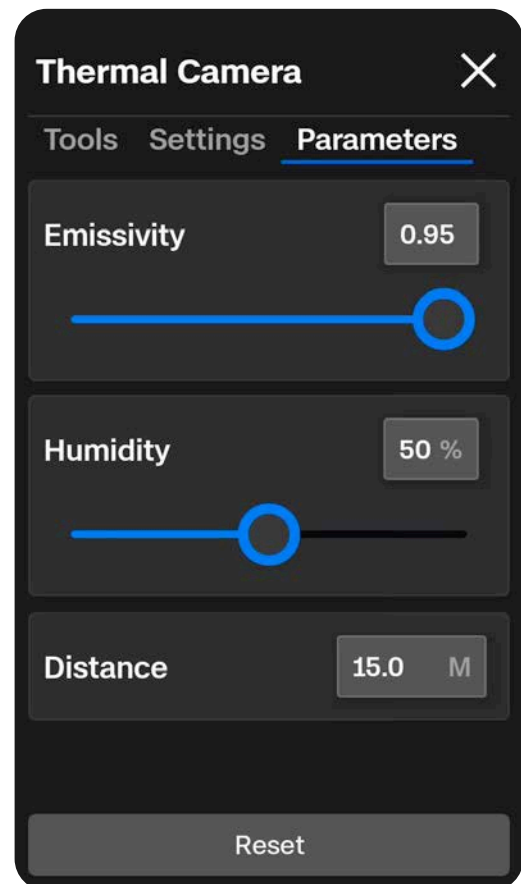 Thermal Camera
Tools Settings Parameters
Emissivity 0.95
Humidity 50 %
Distance 15.0 M
Reset